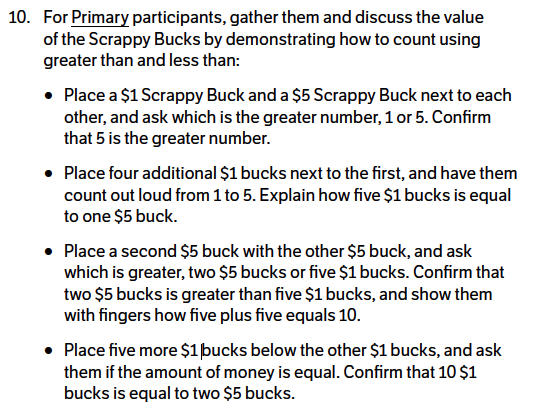 10. For Primary participants, gather them and discuss the value
of the Scrappy Bucks by demonstrating how to count using
greater than and less than:
• Place a $1 Scrappy Buck and a $5 Scrappy Buck next to each
other, and ask which is the greater number, 1 or 5. Confirm
that 5 is the greater number.
• Place four additional $1 bucks next to the first, and have them
count out loud from 1 to 5. Explain how five $1 bucks is equal
to one $5 buck.
• Place a second $5 buck with the other $5 buck, and ask
which is greater, two $5 bucks or five $1 bucks. Confirm that
two $5 bucks is greater than five $1 bucks, and show them
with fingers how five plus five equals 10.
• Place five more $1 bucks below the other $1 bucks, and ask
them if the amount of money is equal. Confirm that 10 $1
bucks is equal to two $5 bucks.